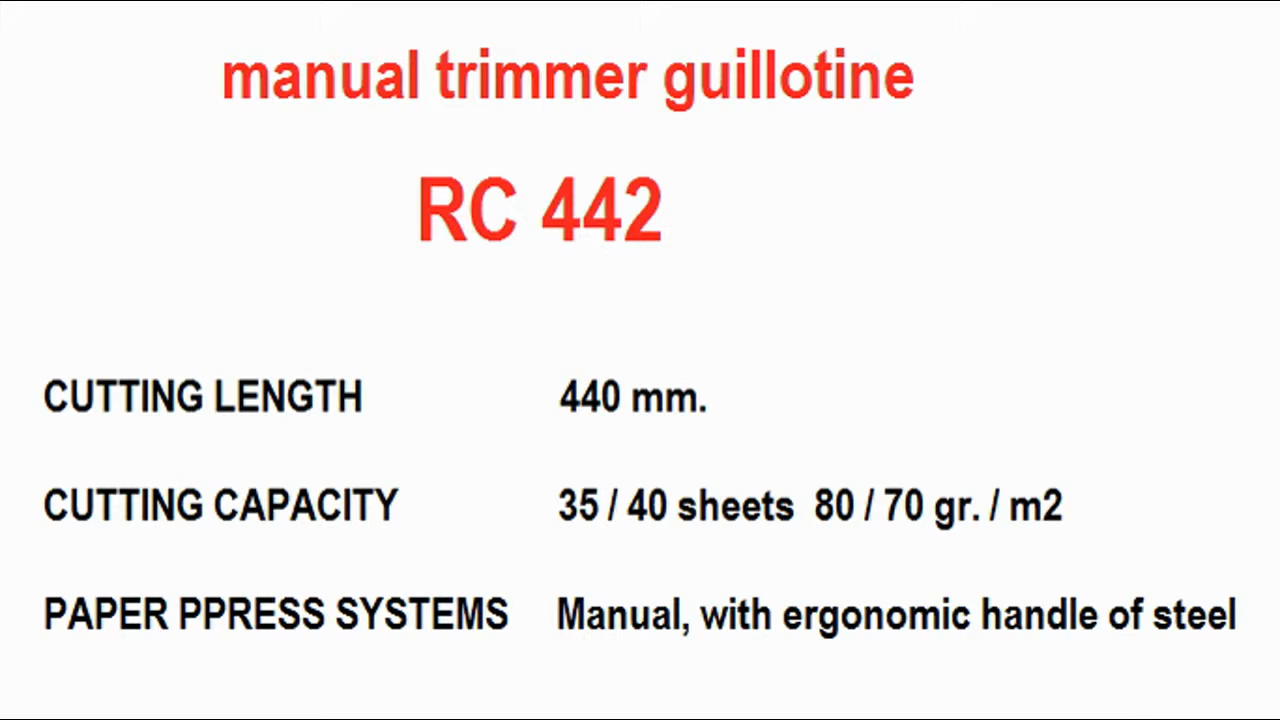 manual trimmer guillotine
RC 442
CUTTING LENGTH 440 mm.
CUTTING CAPACITY 35 / 40 sheets 80 / 70 gr. / m2
PAPER PPRESS SYSTEMS Manual, with ergonomic handle of steel